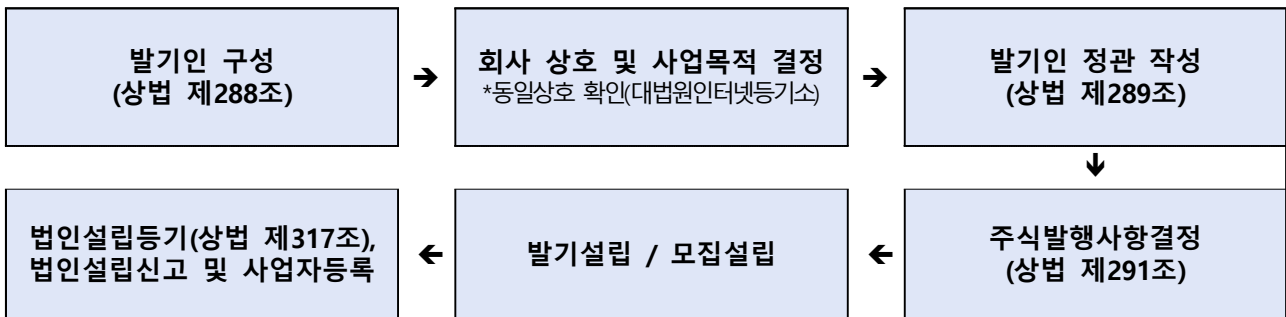 발기인 구성
(상법 제288조)
➔
회사 상호 및 사업목적 결정
*동일상호 확인(대법원인터넷등기소)
➔
발기인 정관 작성
(상법 제289조)
🡻
주식발행사항결정
(상법 제291조)
🡸
발기설립 / 모집설립
🡸
법인설립등기(상법 제317조),
법인설립신고 및 사업자등록